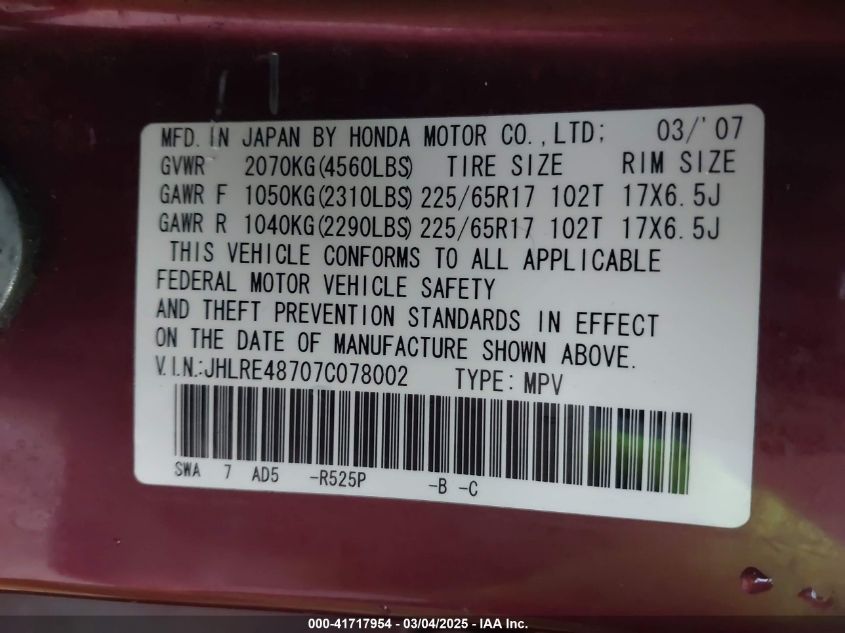 MFD. IN JAPAN BY HONDA MOTOR CO.,LTD; 03/'07
GVWR 2070KG(4560LBS) TIRE SIZE RIM SIZE
GAWR F 1050KG(2310LBS) 225/65R17 102T 17X6.5J
GAWR R 1040KG(2290LBS) 225/65R17 102T 17X6.5J
THIS VEHICLE CONFORMS TO ALL APPLICABLE
FEDERAL MOTOR VEHICLE SAFETY
AND THEFT PREVENTION STANDARDS IN EFFECT
ON THE DATE OF MANUFACTURE SHOWN ABOVE.
V.I.N.:JHLRE48707C078002 TYPE: MPV
SWA 7 AD5 -R525P -B -C
000-41717954 - 03/04/2025 - IAA Inc.